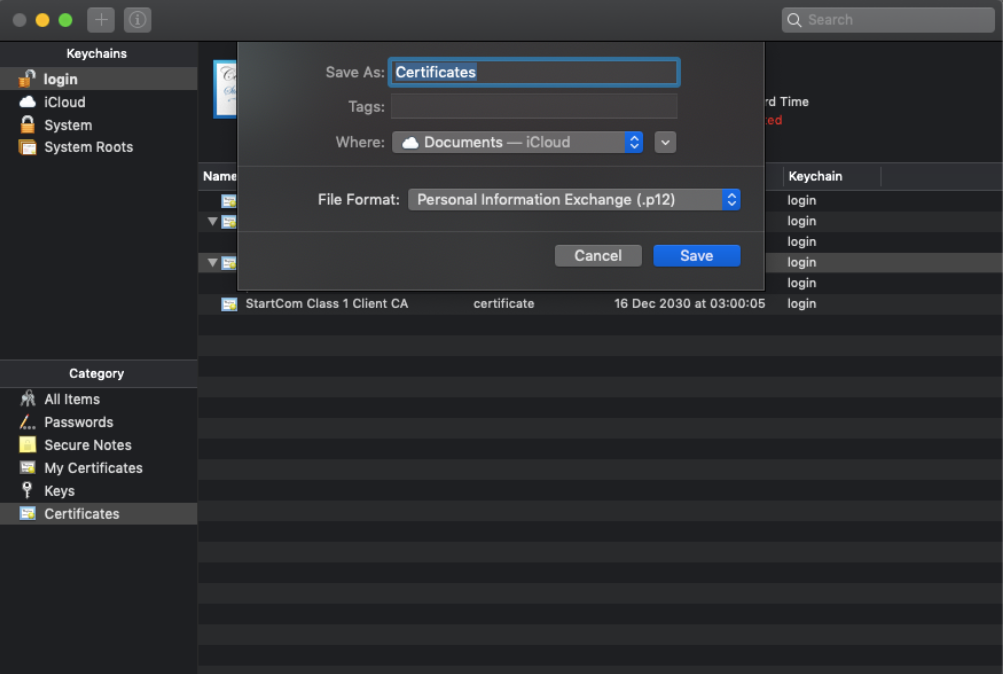 Search
Keychains
login
iCloud
System
System Roots
Category
All Items
Passwords
Secure Notes
My Certificates
Keys
Certificates
Save As: Certificates
Tags:
Where: Documents — iCloud
File Format: Personal Information Exchange (.p12)
Cancel Save
rd Time
ed
Name Keychain
login
login
login
login
login
StartCom Class 1 Client CA certificate 16 Dec 2030 at 03:00:05 login